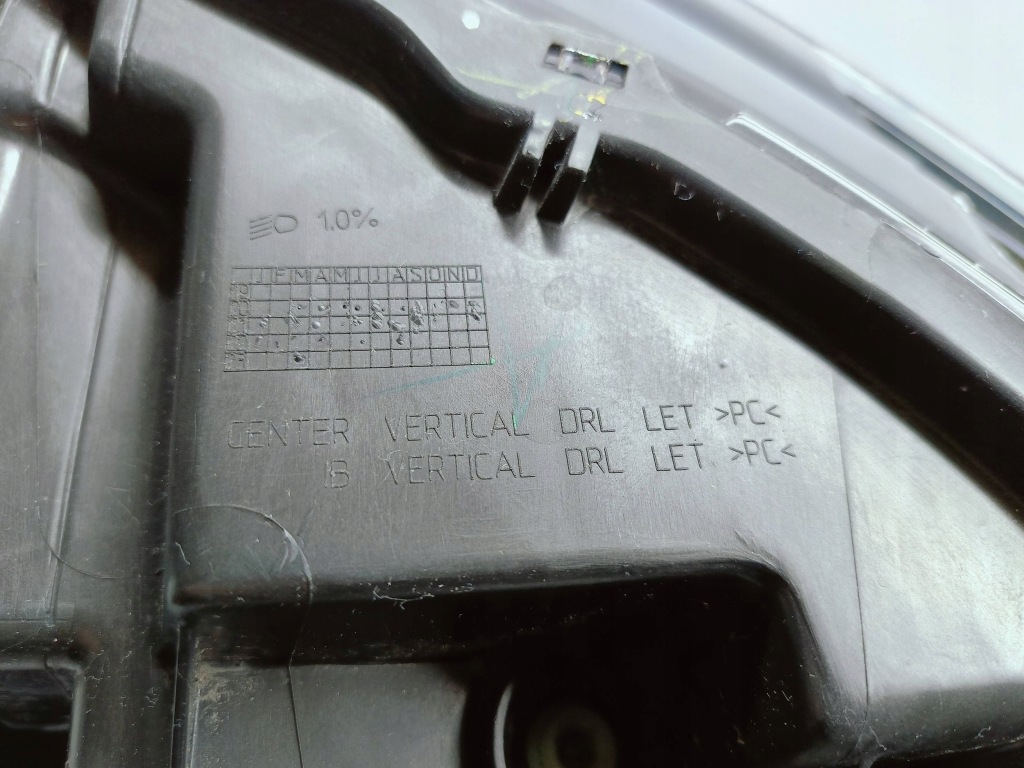 1.0%
J F M A M J J A S O N D
CENTER VERTICAL DRL LET >PC<
IB VERTICAL DRL LET >PC<